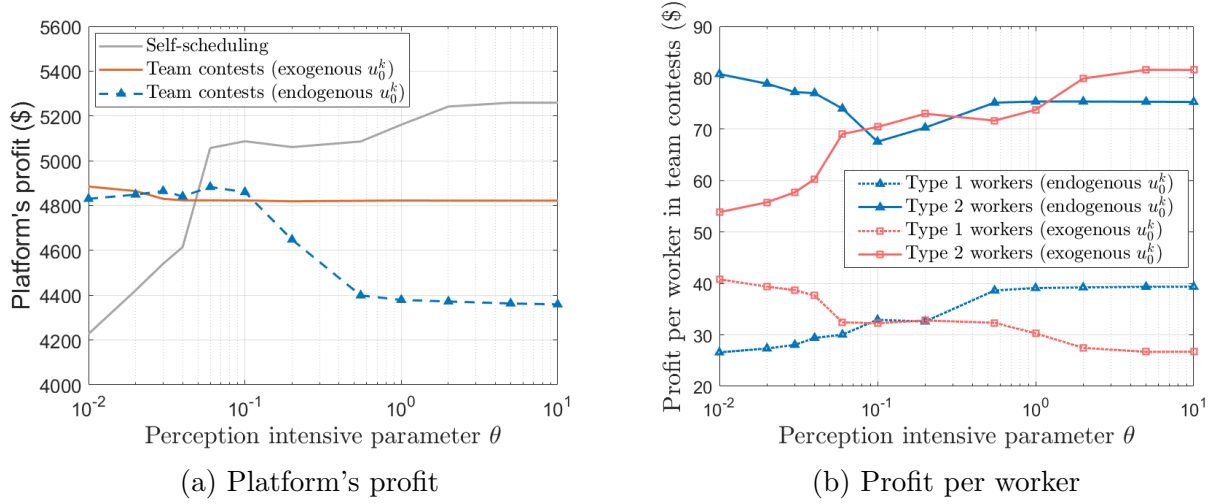 5600
5400
5200
5000
4800
4600
4400
4200
4000
Platform's profit ($)
Self-scheduling
Team contests (exogenous $u_0^k$)
Team contests (endogenous $u_0^k$)
$10^{-2}$ $10^{-1}$ $10^0$ $10^1$
Perception intensive parameter θ
(a) Platform's profit
90
80
70
60
50
40
30
20
Profit per worker in team contests ($)
Type 1 workers (endogenous $u_0^k$)
Type 2 workers (endogenous $u_0^k$)
Type 1 workers (exogenous $u_0^k$)
Type 2 workers (exogenous $u_0^k$)
$10^{-2}$ $10^{-1}$ $10^0$ $10^1$
Perception intensive parameter θ
(b) Profit per worker